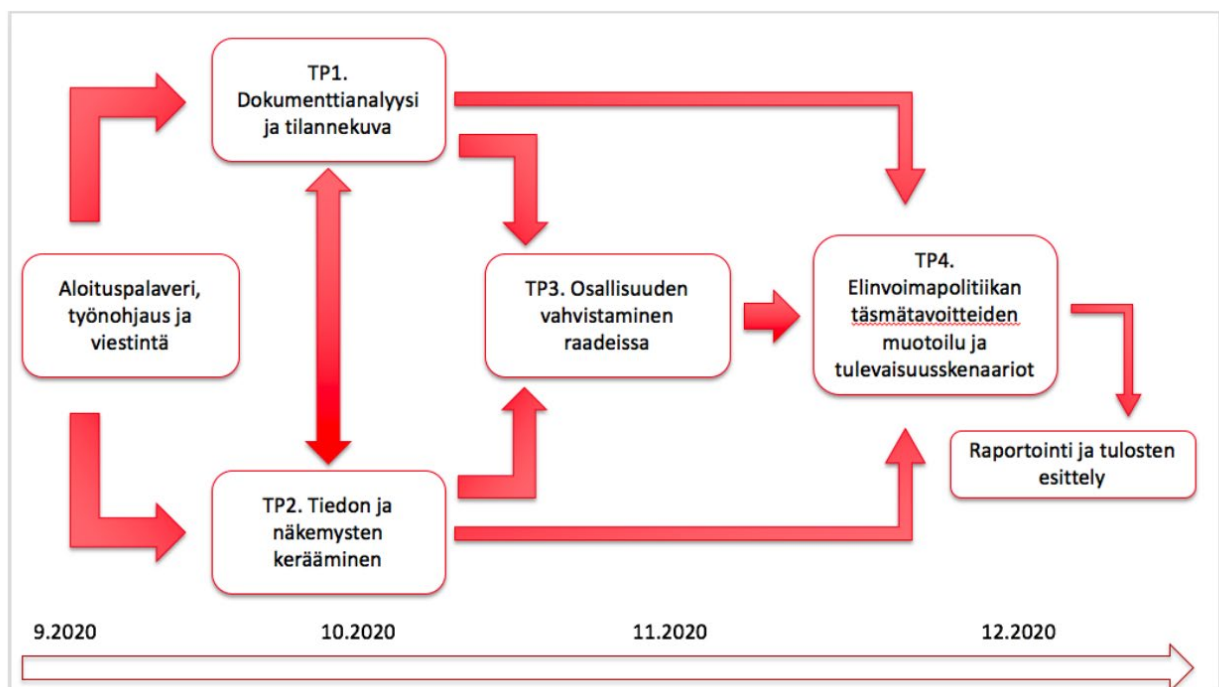 TP1.
Dokumenttianalyysi
ja tilannekuva
Aloituspalaveri,
työnohjaus ja
viestintä
TP3. Osallisuuden
vahvistaminen
raadeissa
TP4.
Elinvoimapolitiikan
täsmätavoitteiden
muotoilu ja
tulevaisuusskenaariot
TP2. Tiedon ja
näkemysten
kerääminen
Raportointi ja tulosten
esittely
9.2020
10.2020
11.2020
12.2020